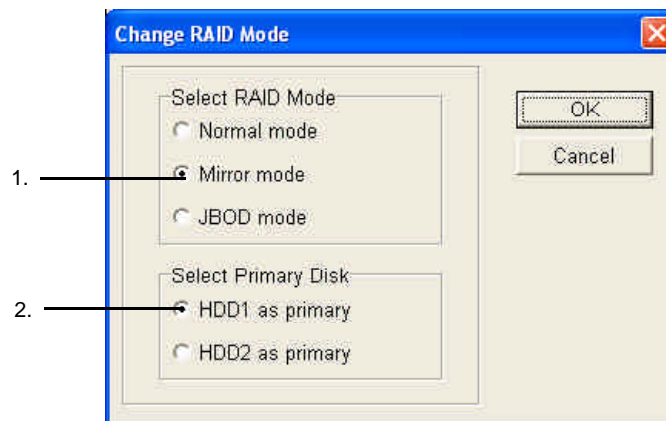 Change RAID Mode
Select RAID Mode
Normal mode
OK
1.
Mirror mode
Cancel
JBOD mode
Select Primary Disk
2.
HDD1 as primary
HDD2 as primary